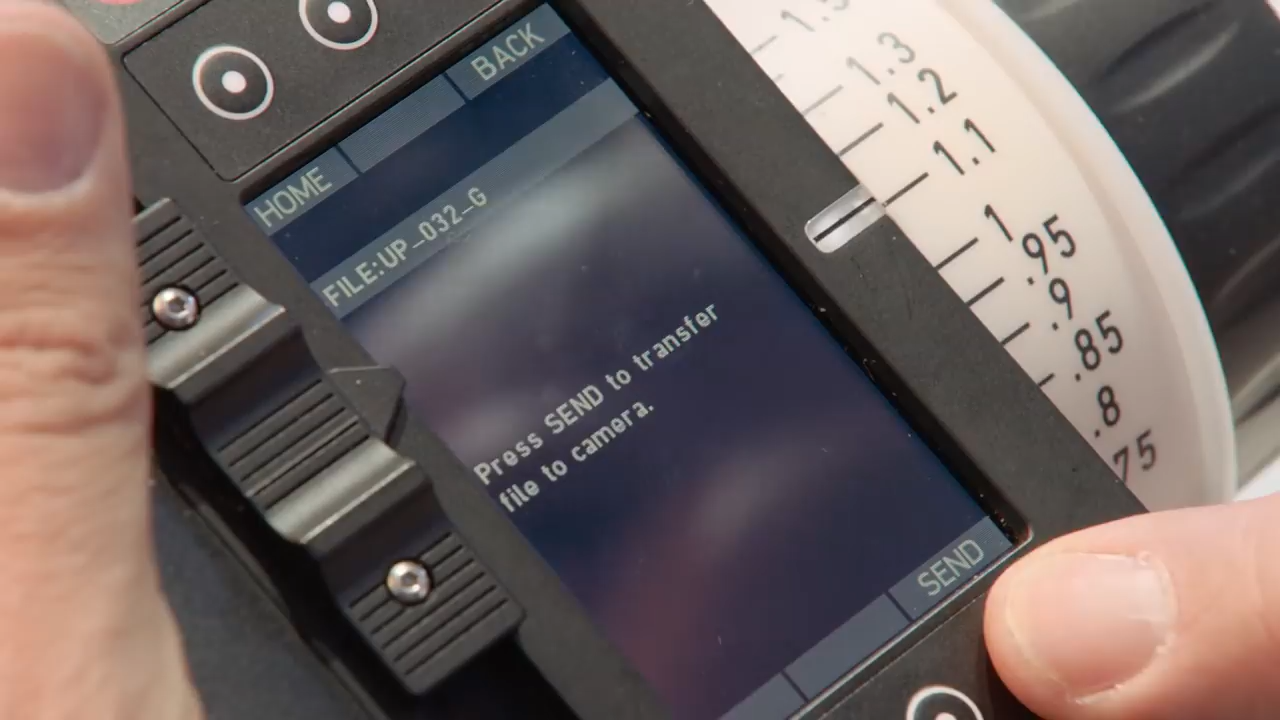 BACK
HOME
FILE:UP_032_G
Press SEND to transfer
file to camera.
SEND
1.3
1.2
1.1
1
.95
.9
.85
.8